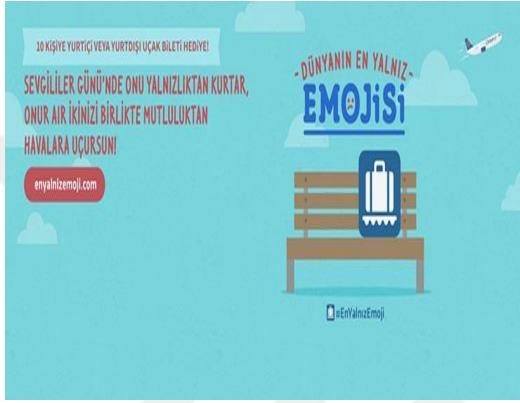 10 KİŞİYE YURTİÇİ VEYA YURTDIŞI UÇAK BİLETİ HEDİYE!
SEVGİLİLER GÜNÜ'NDE ONU YALNIZLIKTAN KURTAR,
ONUR AIR İKİNİZİ BİRLİKTE MUTLULUKTAN
HAVALARA UÇURSUN!
enyalnizemoji.com
- DÜNYANIN EN YALNIZ -
EMOJİSİ
#EnYalnızEmoji